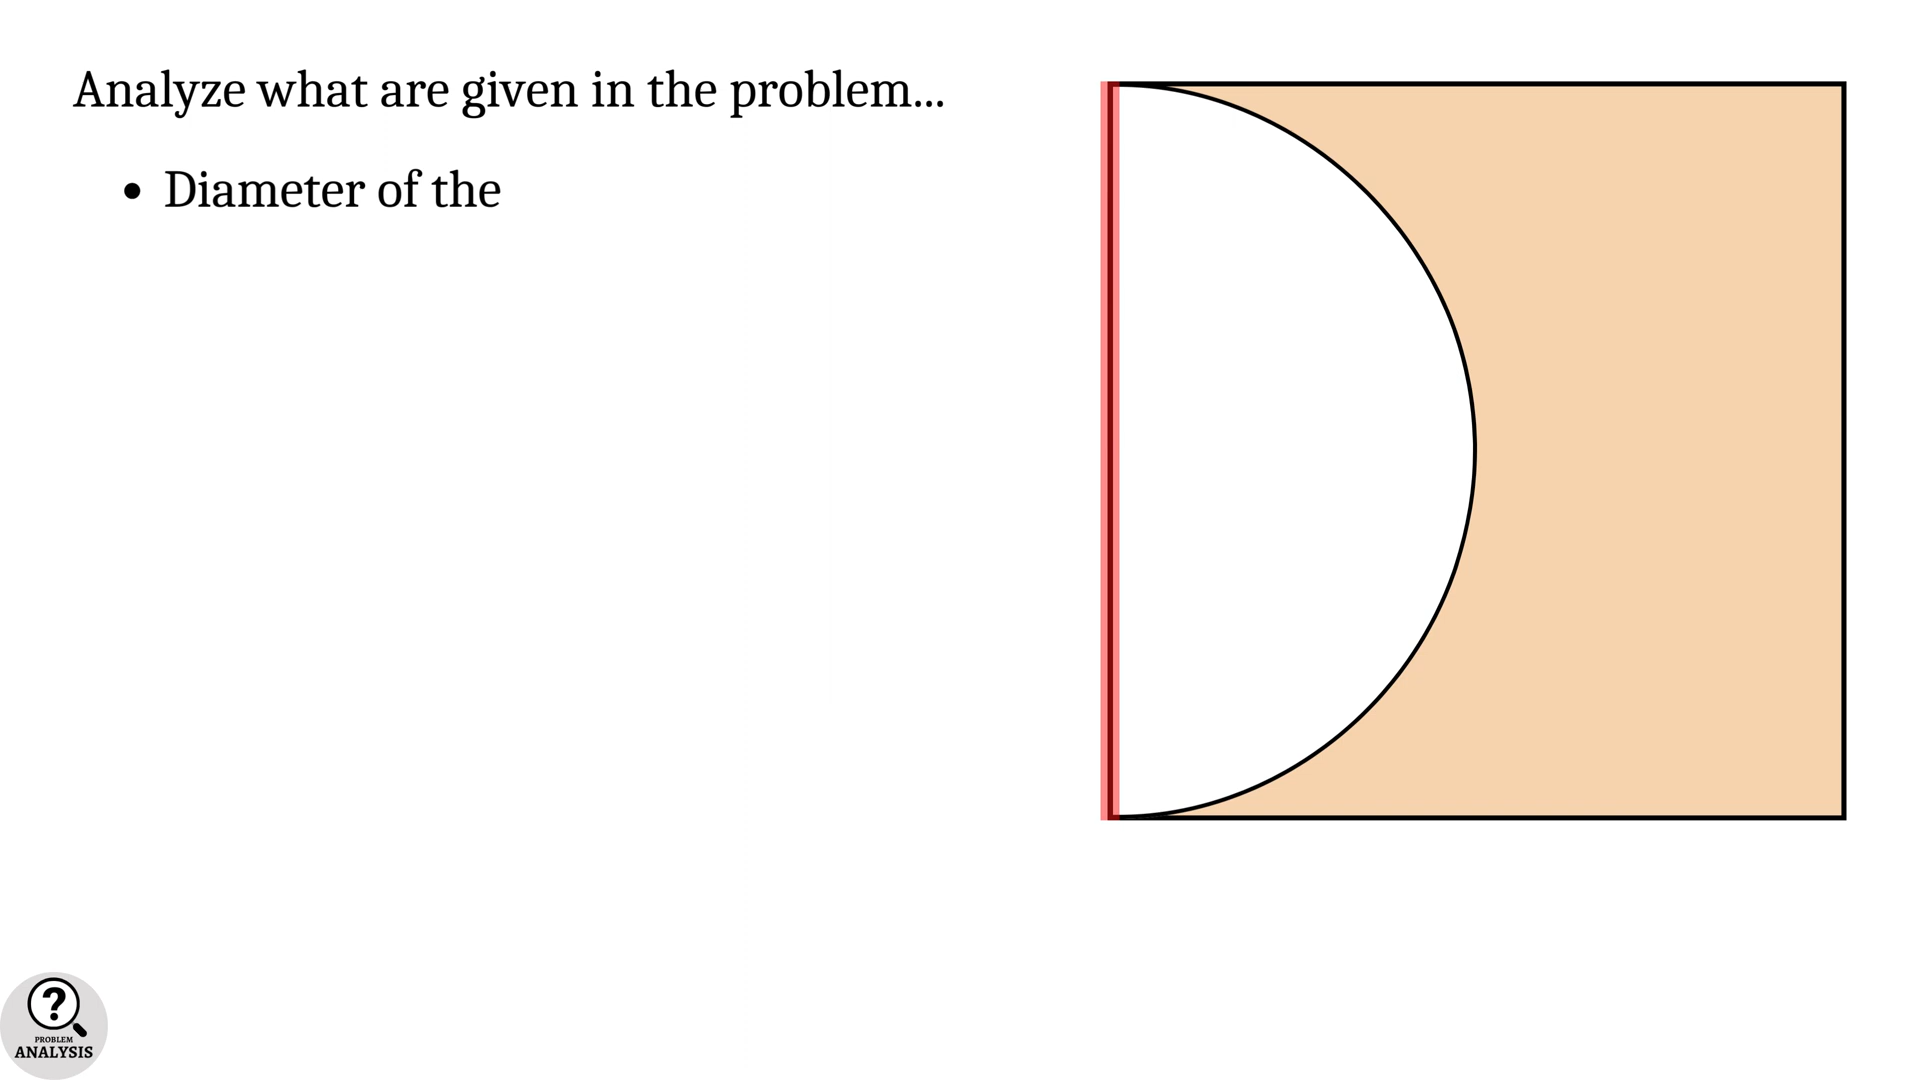 Analyze what are given in the problem...
• Diameter of the
?
PROBLEM
ANALYSIS